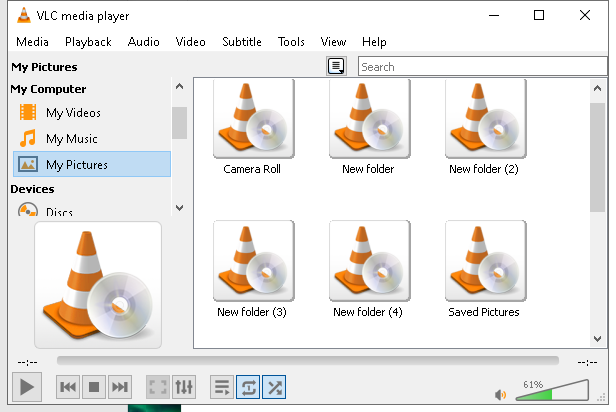 VLC media player
Media Playback Audio Video Subtitle Tools View Help
My Pictures
Search
My Computer
My Videos
My Music
My Pictures
Devices
Discs
Camera Roll New folder New folder (2)
New folder (3) New folder (4) Saved Pictures
--:-- --:--
61%